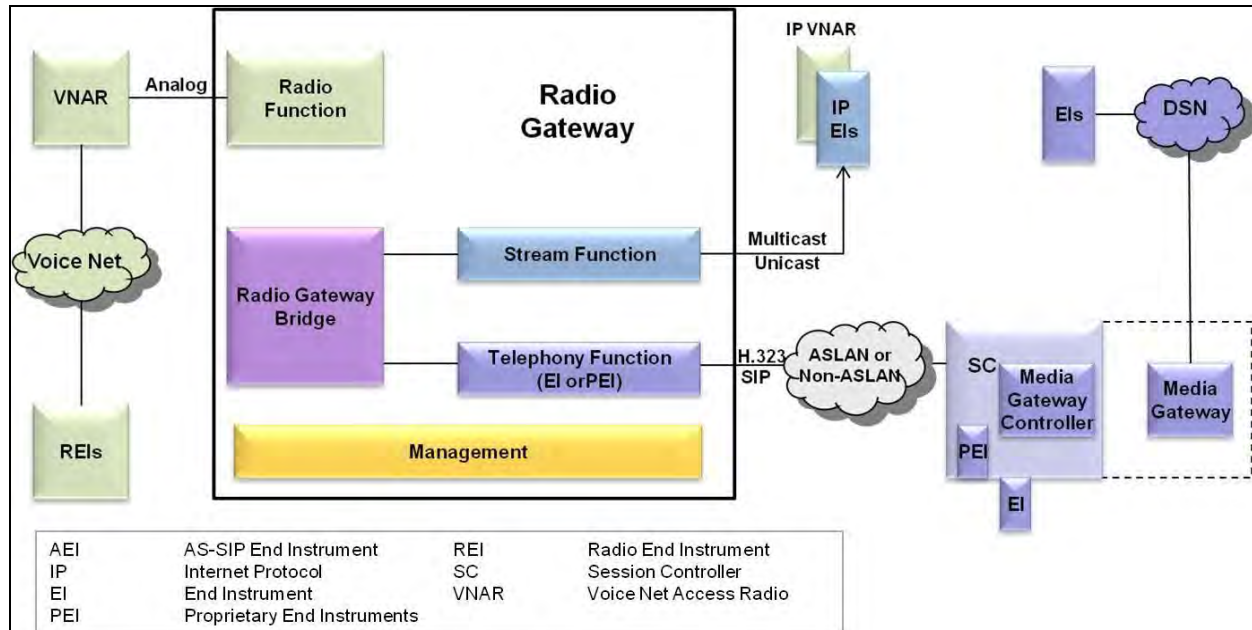 IP VNAR
VNAR
Analog
Radio
Function
Radio
Gateway
IP
EIs
EIs
DSN
Voice Net
Radio Gateway
Bridge
Stream Function
Multicast
Unicast
Telephony Function
(EI orPEI)
H.323
SIP
ASLAN or
Non-ASLAN
SC
Media
Gateway
Controller
Media
Gateway
PEI
EI
REIs
Management
AEI AS-SIP End Instrument REI Radio End Instrument
IP Internet Protocol SC Session Controller
EI End Instrument VNAR Voice Net Access Radio
PEI Proprietary End Instruments